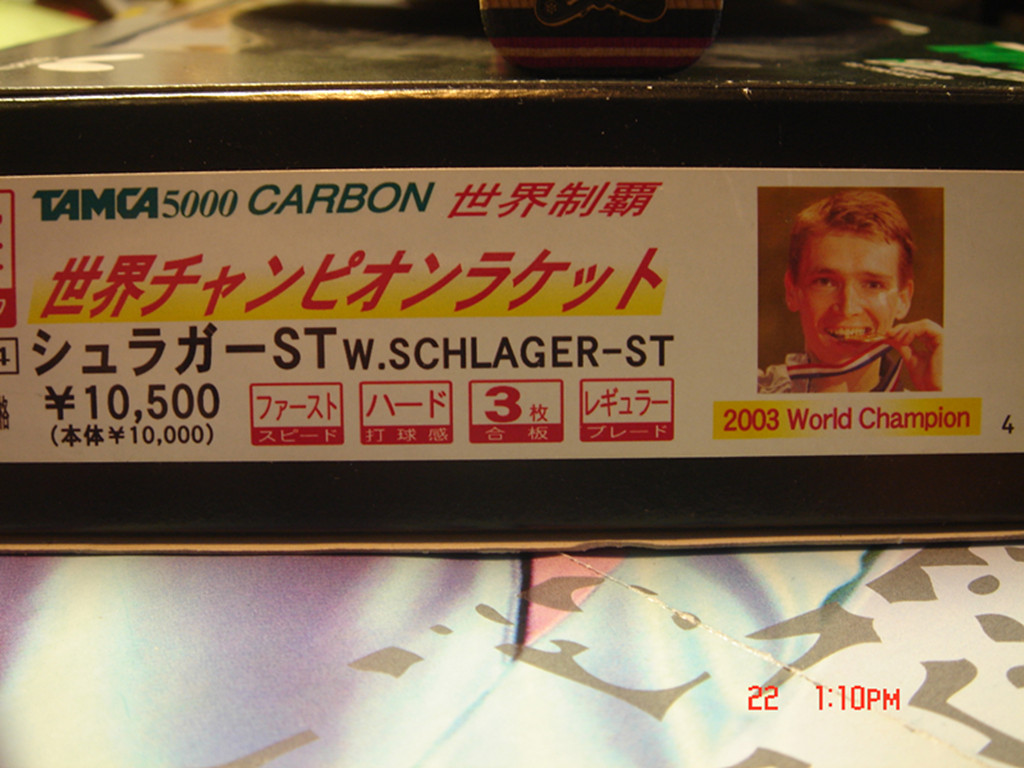 TAMCA5000 CARBON 世界制覇
世界チャンピオンラケット
シュラガーST W.SCHLAGER-ST
¥10,500
(本体¥10,000)
ファースト
スピード
ハード
打球感
3枚
合板
レギュラー
ブレード
2003 World Champion
4
22 1:10PM